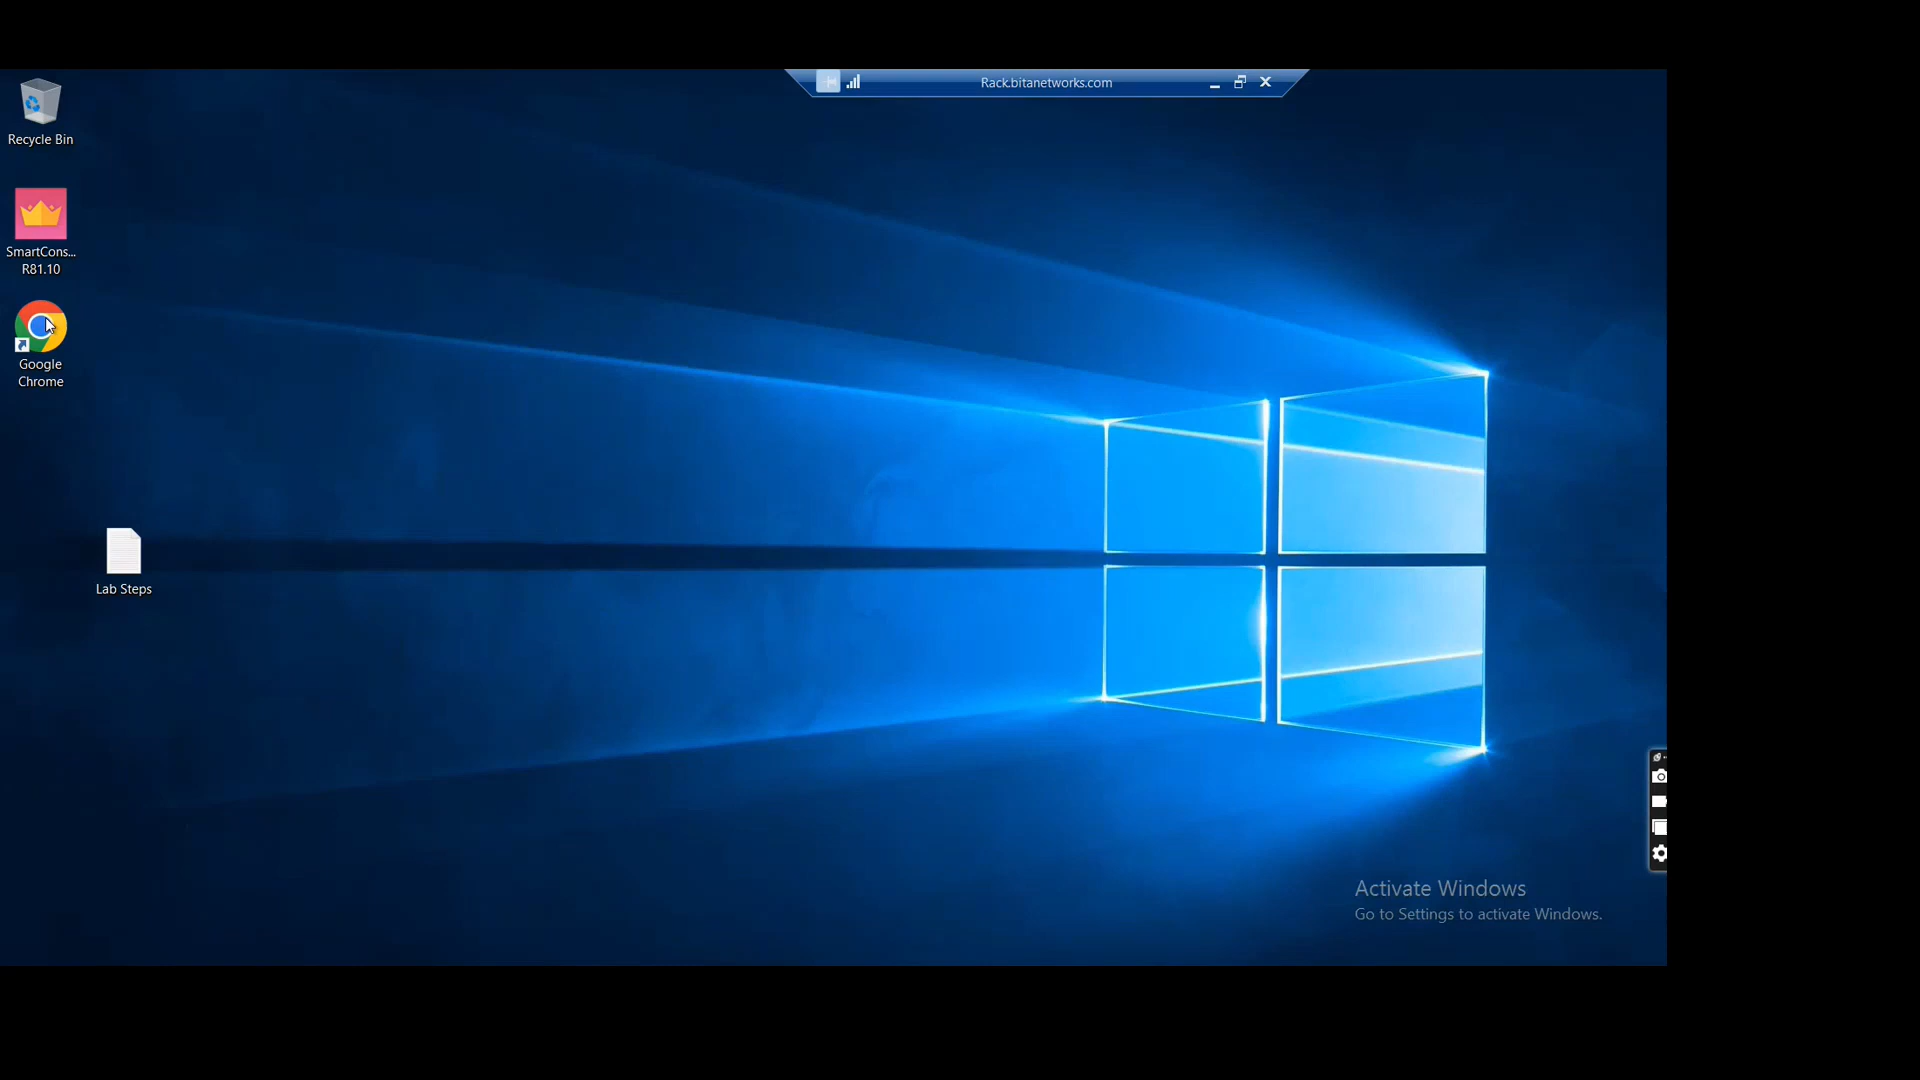 Rack.bitanetworks.com
Recycle Bin
SmartCons...
R81.10
Google
Chrome
Lab Steps
Activate Windows
Go to Settings to activate Windows.